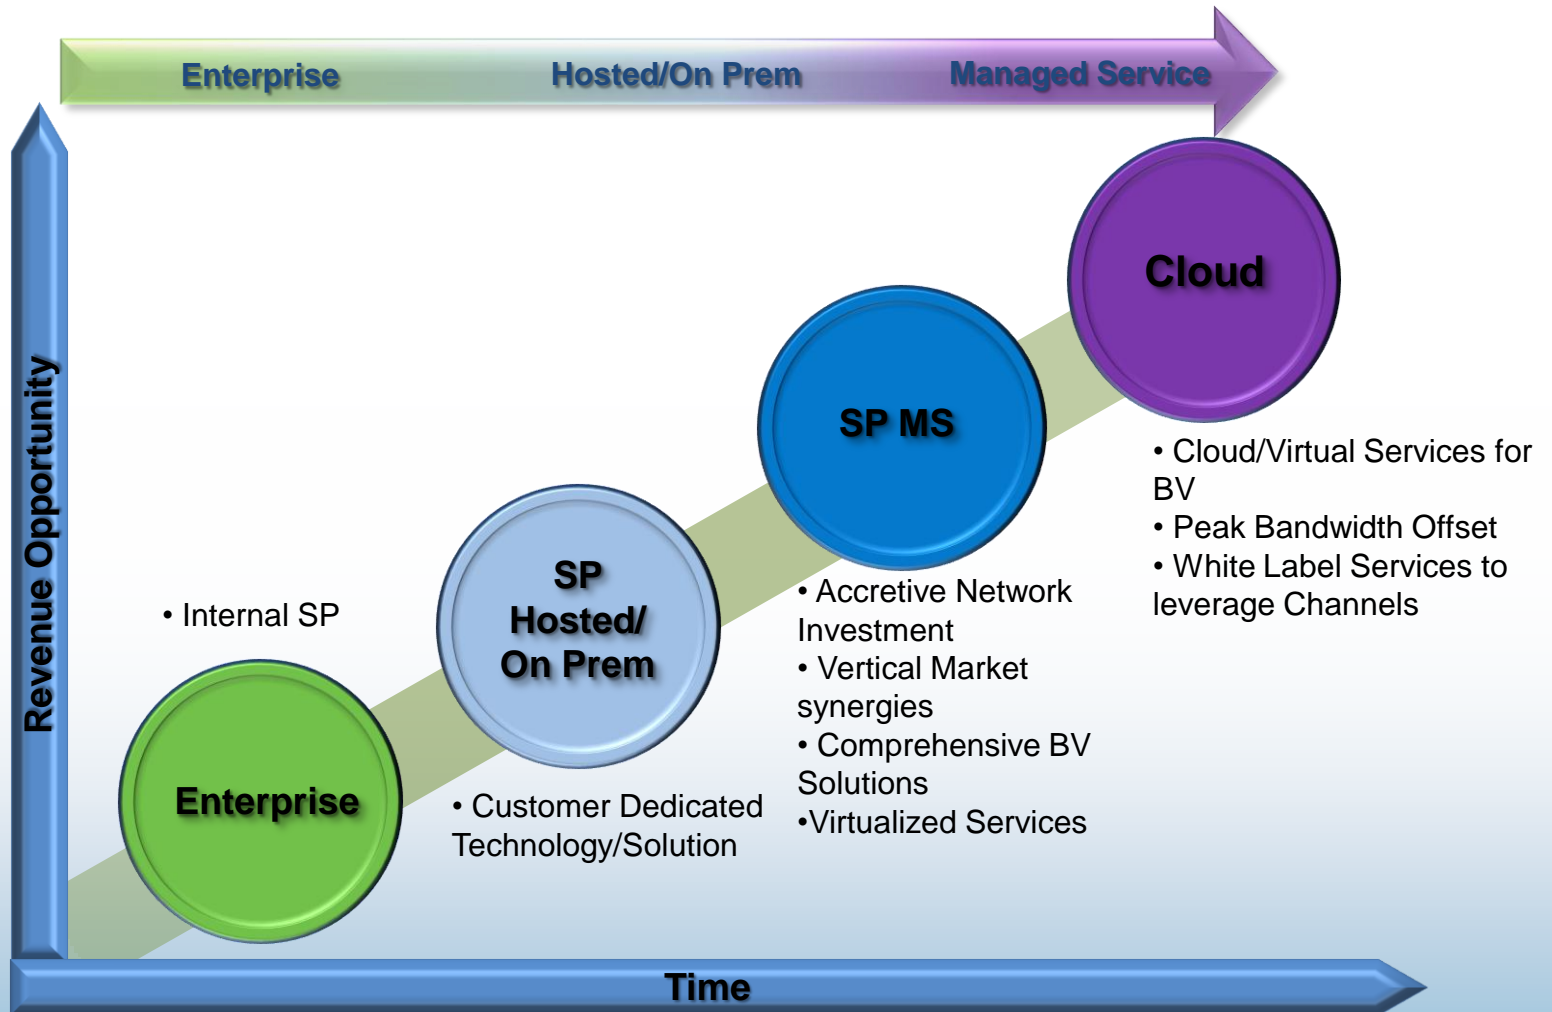 Enterprise
Hosted/On Prem
Managed Service
Revenue Opportunity
Cloud
• Cloud/Virtual Services for
BV
• Peak Bandwidth Offset
• White Label Services to
leverage Channels
SP MS
• Accretive Network
Investment
• Vertical Market
synergies
• Comprehensive BV
Solutions
•Virtualized Services
SP
Hosted/
On Prem
• Customer Dedicated
Technology/Solution
• Internal SP
Enterprise
Time